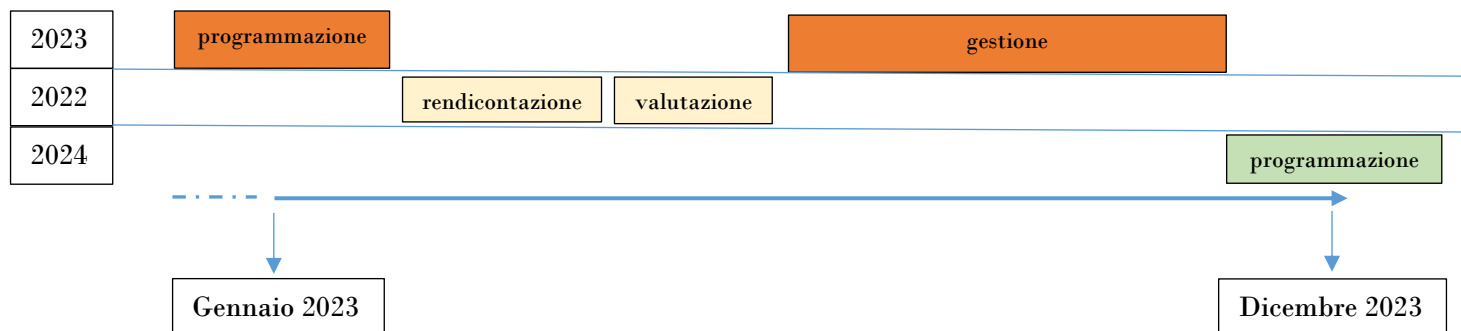 2023
programmazione
gestione
2022
rendicontazione
valutazione
2024
programmazione
Gennaio 2023
Dicembre 2023